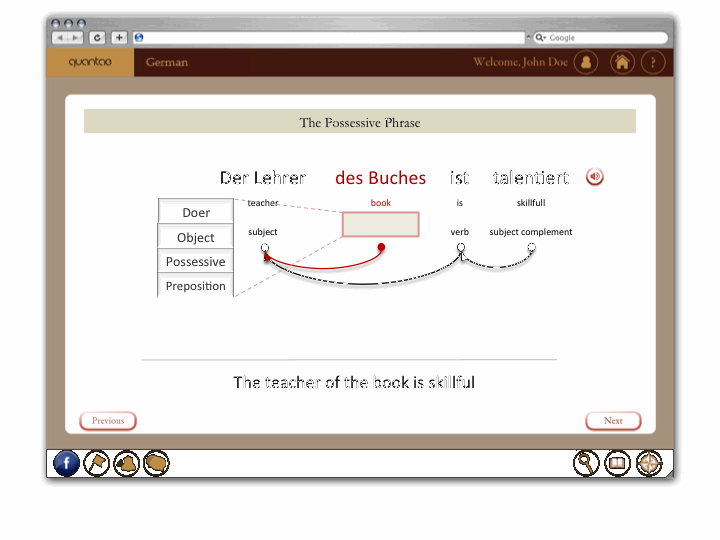 Google
quantao German Welcome, John Doe ?
The Possessive Phrase
Der Lehrer des Buches ist talentiert
teacher book is skillfull
Doer
subject verb subject complement
Object
Possessive
Preposition
The teacher of the book is skillful
Previous Next
f